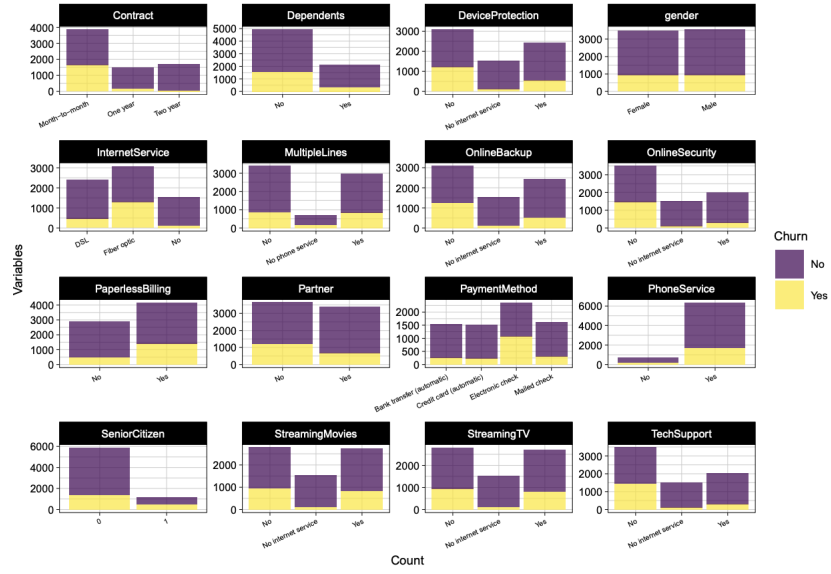 Contract
Dependents
DeviceProtection
gender
4000
3000
2000
1000
0
Month-to-month
One year
Two year
5000
4000
3000
2000
1000
0
No
Yes
3000
2000
1000
0
No
No internet service
Yes
3000
2000
1000
0
Female
Male
InternetService
MultipleLines
OnlineBackup
OnlineSecurity
3000
2000
1000
0
DSL
Fiber optic
No
3000
2000
1000
0
No
No phone service
Yes
3000
2000
1000
0
No
No internet service
Yes
3000
2000
1000
0
No
No internet service
Yes
Variables
Churn
No
Yes
PaperlessBilling
Partner
PaymentMethod
PhoneService
4000
3000
2000
1000
0
No
Yes
3000
2000
1000
0
No
Yes
2000
1500
1000
500
0
Bank transfer (automatic)
Credit card (automatic)
Electronic check
Mailed check
6000
4000
2000
0
No
Yes
SeniorCitizen
StreamingMovies
StreamingTV
TechSupport
6000
4000
2000
0
0
1
2000
1000
0
No
No internet service
Yes
2000
1000
0
No
No internet service
Yes
3000
2000
1000
0
No
No internet service
Yes
Count